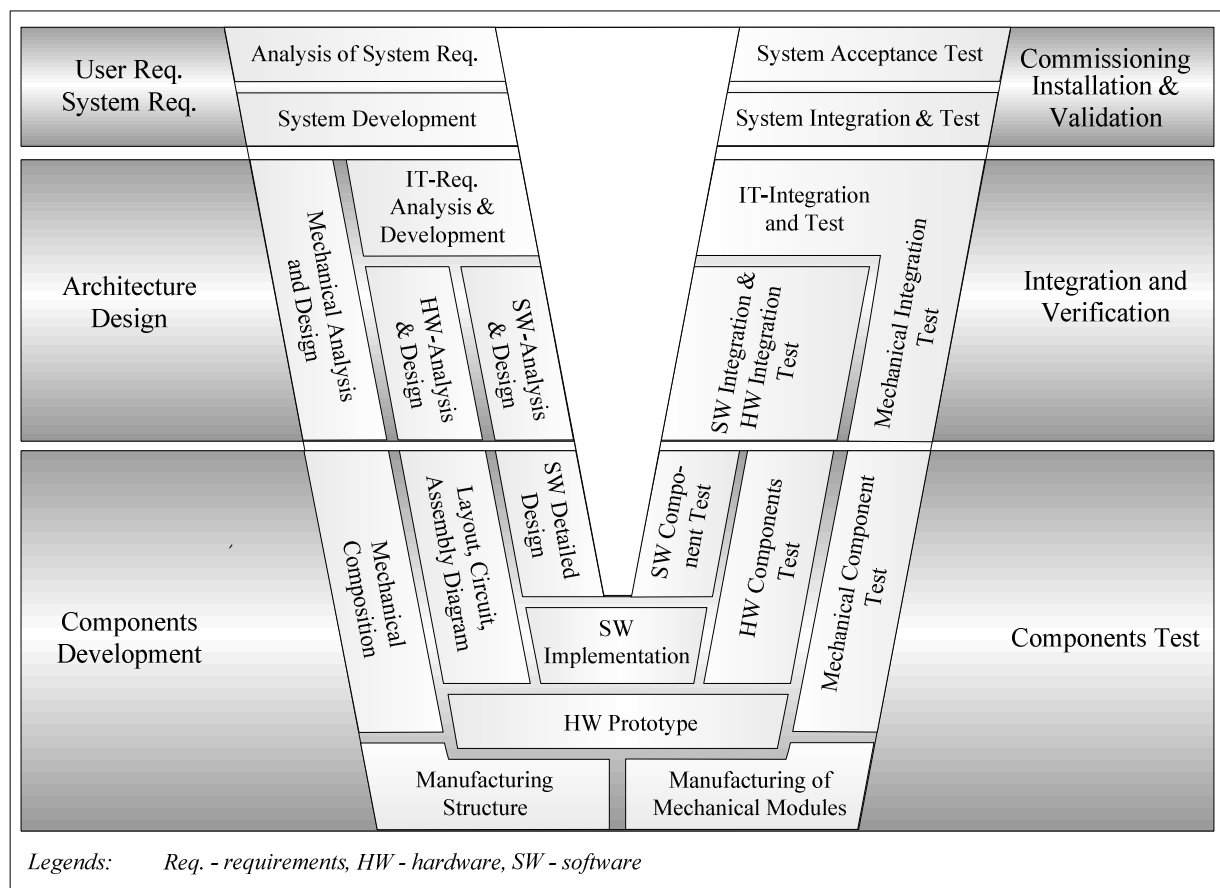 User Req.
System Req.
Analysis of System Req.
System Development
System Acceptance Test
System Integration & Test
Commissioning
Installation &
Validation
Architecture
Design
Mechanical Analysis
and Design
IT-Req.
Analysis &
Development
HW-Analysis
& Design
SW-Analysis
& Design
IT-Integration
and Test
SW Integration &
HW Integration
Test
Mechanical Integration
Test
Integration and
Verification
Components
Development
Mechanical
Composition
Layout, Circuit,
Assembly Diagram
SW Detailed
Design
SW Compo-
nent Test
HW Components
Test
Mechanical Component
Test
SW
Implementation
HW Prototype
Manufacturing
Structure
Manufacturing of
Mechanical Modules
Components Test
Legends: Req. - requirements, HW - hardware, SW - software